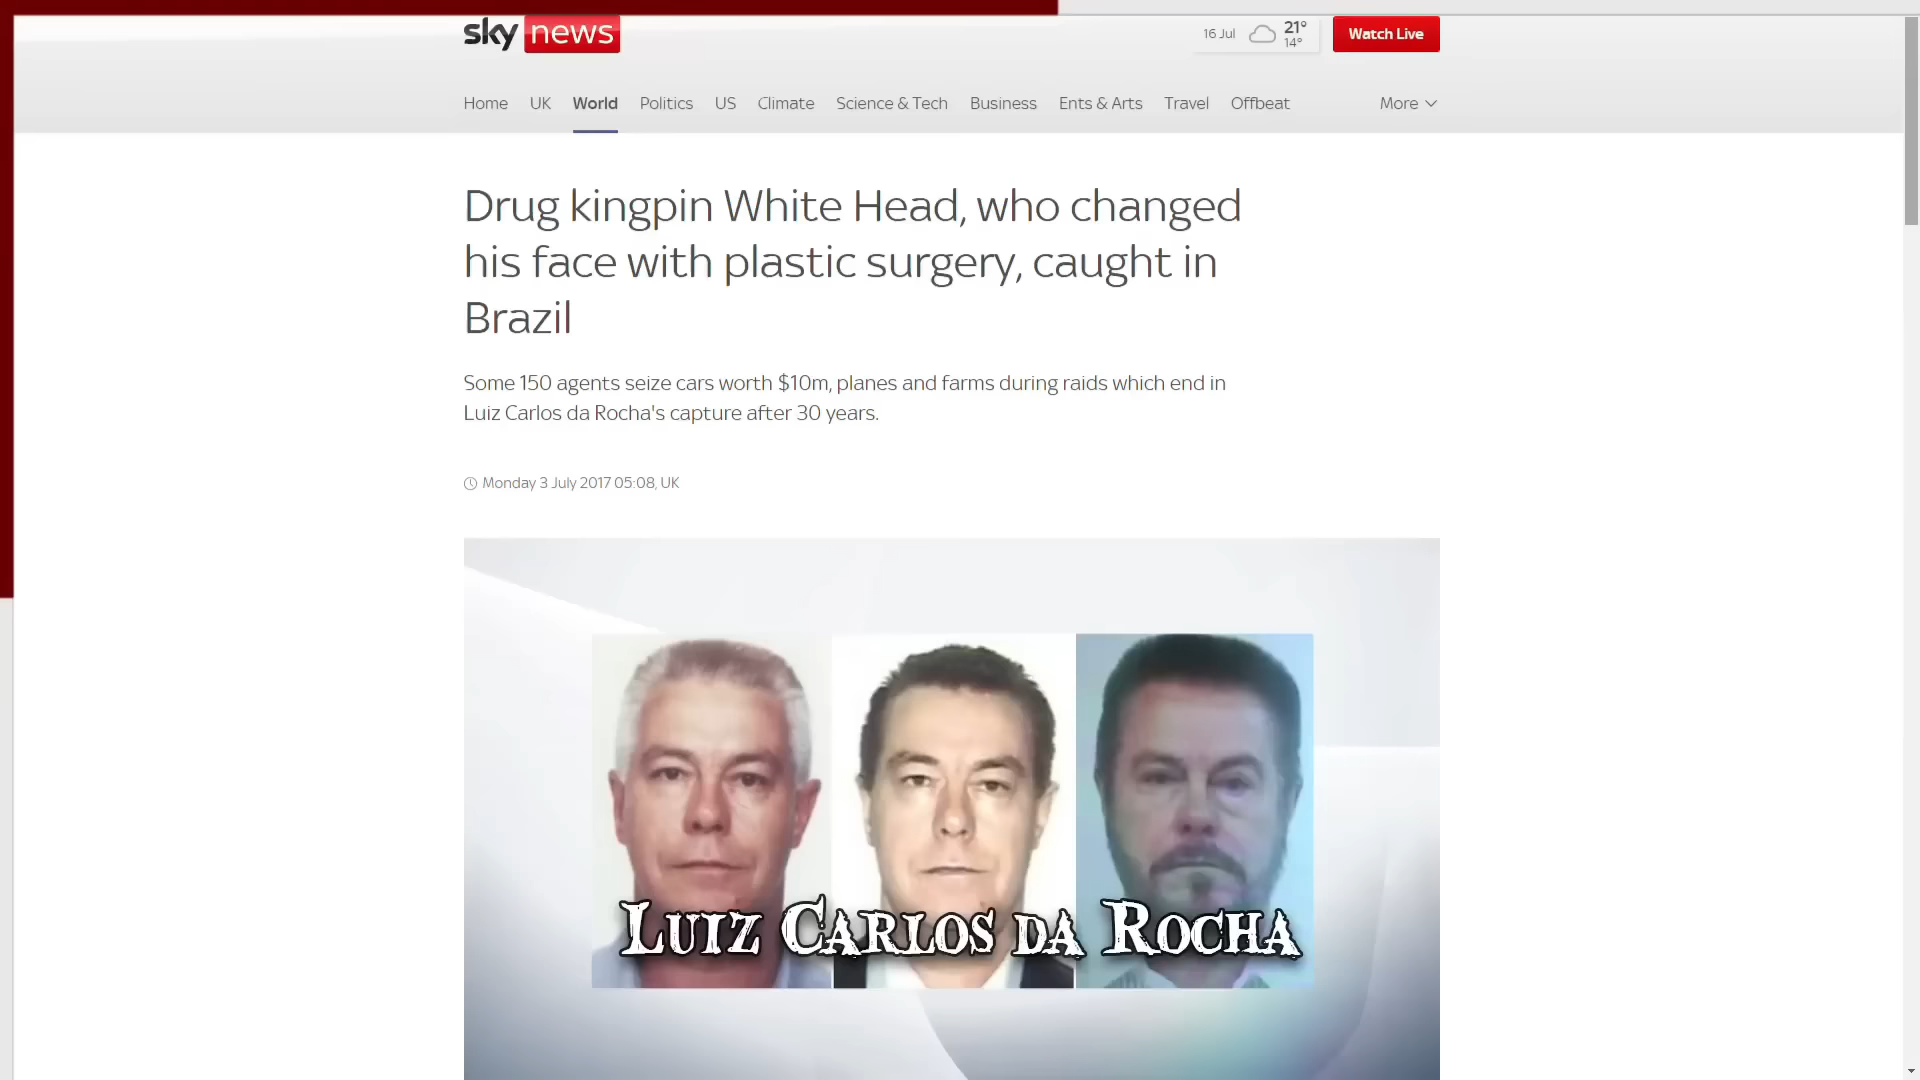 sky news
16 Jul 21° 14° Watch Live
Home UK World Politics US Climate Science & Tech Business Ents & Arts Travel Offbeat More
Drug kingpin White Head, who changed
his face with plastic surgery, caught in
Brazil
Some 150 agents seize cars worth $10m, planes and farms during raids which end in
Luiz Carlos da Rocha's capture after 30 years.
Monday 3 July 2017 05:08, UK
Luiz Carlos da Rocha